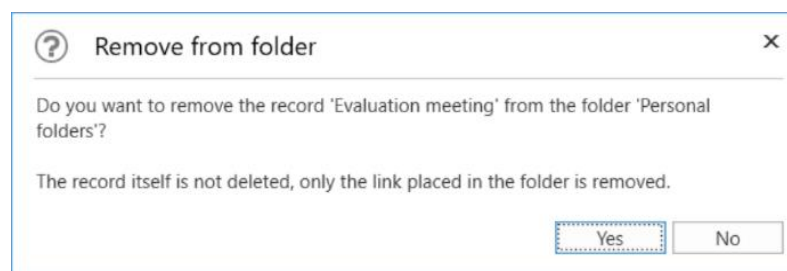 Remove from folder
Do you want to remove the record 'Evaluation meeting' from the folder 'Personal
folders'?
The record itself is not deleted, only the link placed in the folder is removed.
Yes No